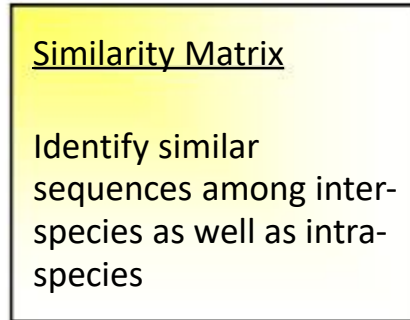 Similarity Matrix
Identify similar
sequences among inter-
species as well as intra-
species